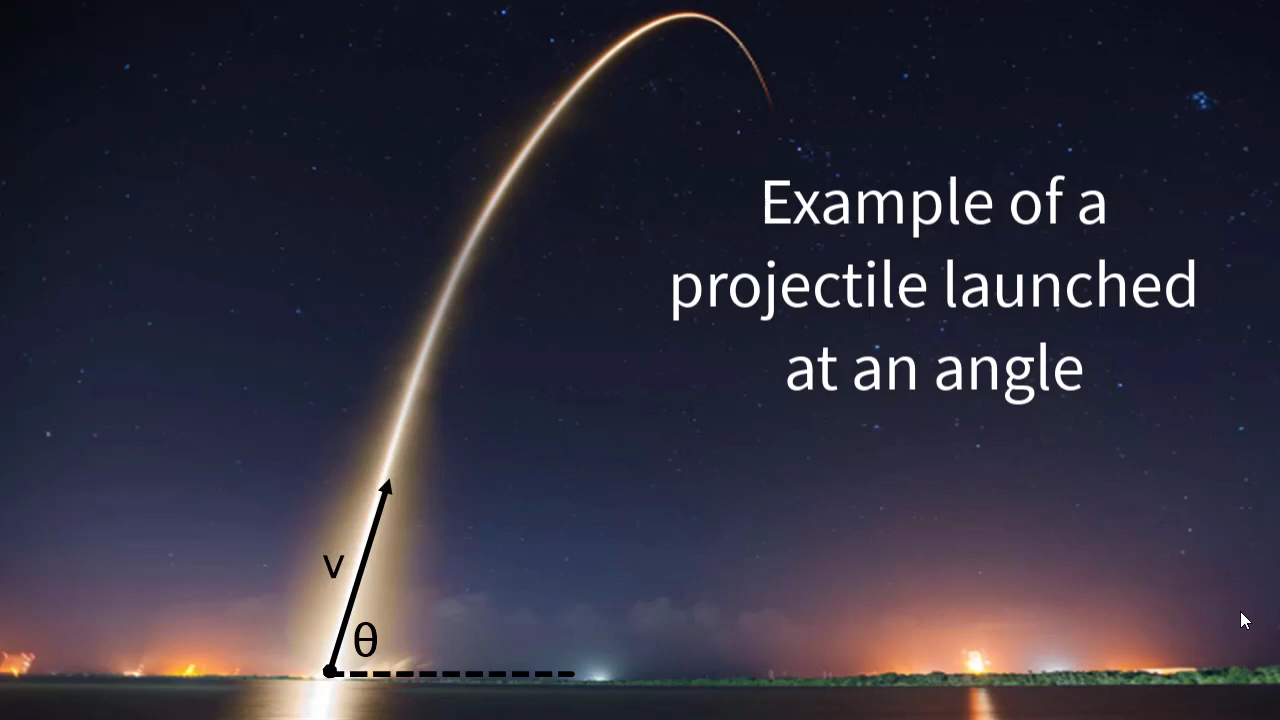 Example of a
projectile launched
at an angle
v
θ